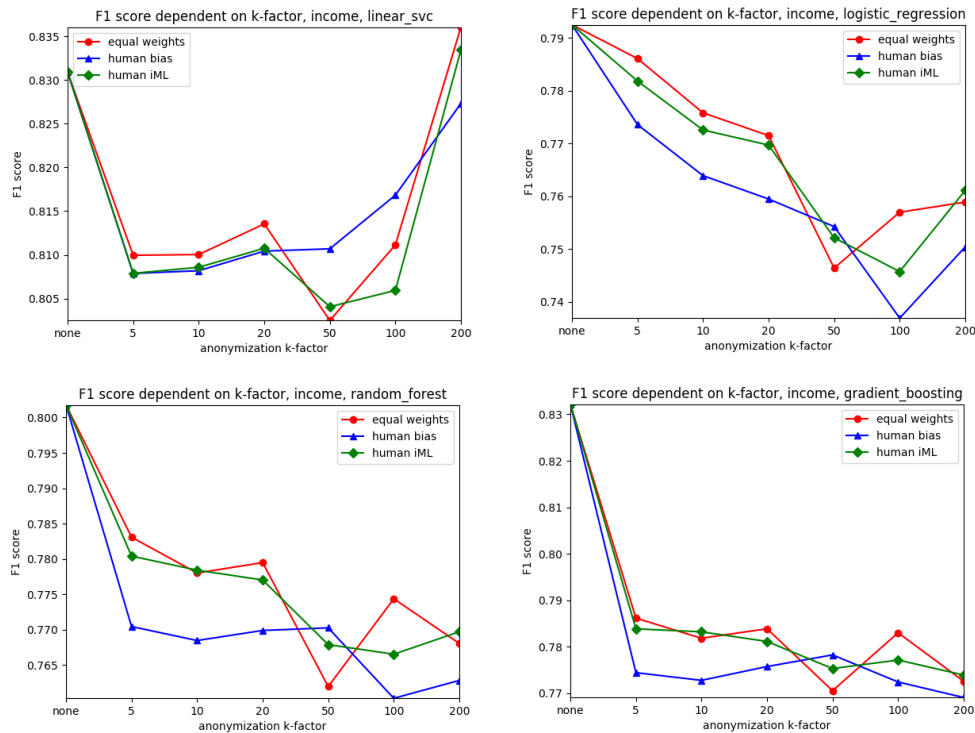 F1 score dependent on k-factor, income, linear_svc
0.835
0.830
0.825
0.820
0.815
0.810
0.805
F1 score
equal weights
human bias
human iML
none 5 10 20 50 100 200
anonymization k-factor
F1 score dependent on k-factor, income, logistic_regression
0.79
0.78
0.77
0.76
0.75
0.74
F1 score
equal weights
human bias
human iML
none 5 10 20 50 100 200
anonymization k-factor
F1 score dependent on k-factor, income, random_forest
0.800
0.795
0.790
0.785
0.780
0.775
0.770
0.765
F1 score
equal weights
human bias
human iML
none 5 10 20 50 100 200
anonymization k-factor
F1 score dependent on k-factor, income, gradient_boosting
0.83
0.82
0.81
0.80
0.79
0.78
0.77
F1 score
equal weights
human bias
human iML
none 5 10 20 50 100 200
anonymization k-factor